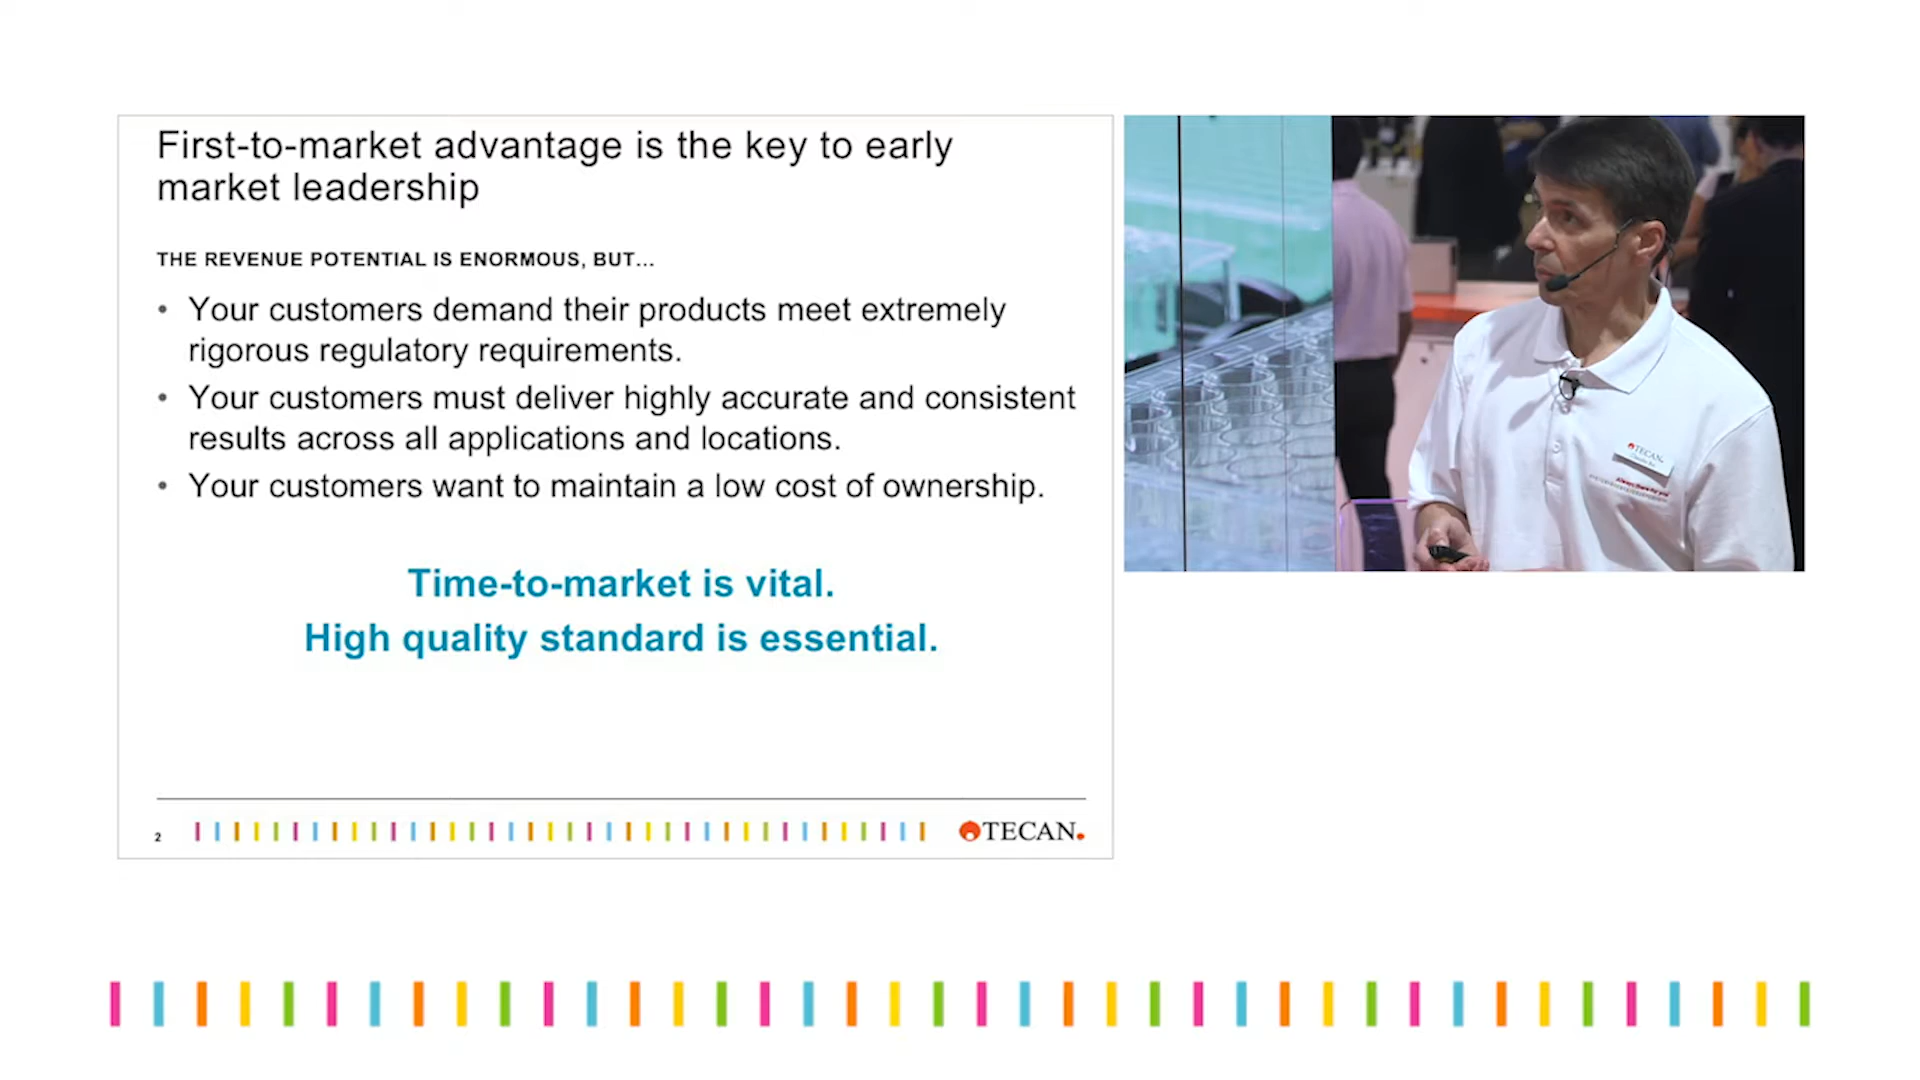 First-to-market advantage is the key to early
market leadership
THE REVENUE POTENTIAL IS ENORMOUS, BUT...
• Your customers demand their products meet extremely
rigorous regulatory requirements.
• Your customers must deliver highly accurate and consistent
results across all applications and locations.
• Your customers want to maintain a low cost of ownership.
Time-to-market is vital.
High quality standard is essential.
2
TECAN.
TECAN.